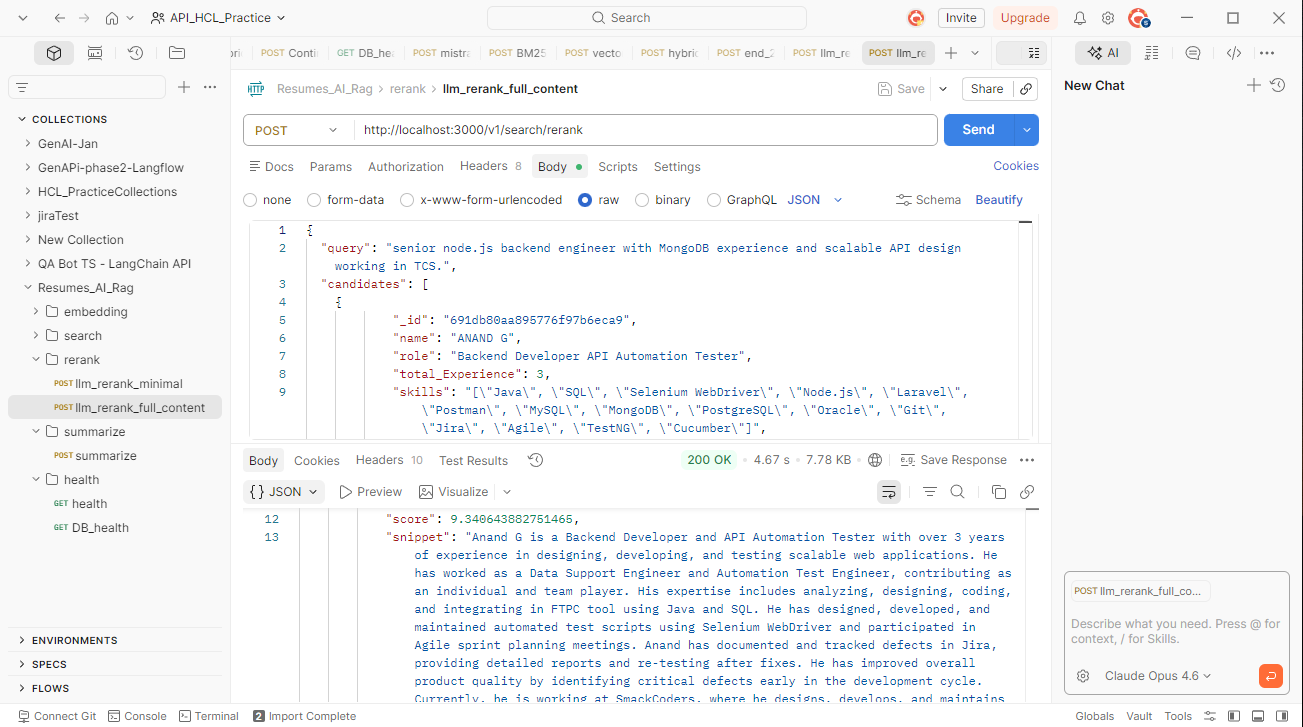 API_HCL_Practice
Search
Invite
Upgrade
POST Conti
GET DB_he
POST mistra
POST BM25
POST vecto
POST hybri
POST end_2
POST llm_re
POST llm_re
AI
COLLECTIONS
GenAI-Jan
GenAPi-phase2-Langflow
HCL_PracticeCollections
jiraTest
New Collection
QA Bot TS - LangChain API
Resumes_AI_Rag
embedding
search
rerank
POST llm_rerank_minimal
POST llm_rerank_full_content
summarize
POST summarize
health
GET health
GET DB_health
ENVIRONMENTS
SPECS
FLOWS
HTTP Resumes_AI_Rag > rerank > llm_rerank_full_content
Save
Share
POST http://localhost:3000/v1/search/rerank
Send
Docs Params Authorization Headers 8 Body Scripts Settings Cookies
none form-data x-www-form-urlencoded raw binary GraphQL JSON Schema Beautify
1 {
2 "query": "senior node.js backend engineer with MongoDB experience and scalable API design
working in TCS.",
3 "candidates": [
4 {
5 "_id": "691db80aa895776f97b6eca9",
6 "name": "ANAND G",
7 "role": "Backend Developer API Automation Tester",
8 "total_Experience": 3,
9 "skills": "[\"Java\", \"SQL\", \"Selenium WebDriver\", \"Node.js\", \"Laravel\",
\"Postman\", \"MySQL\", \"MongoDB\", \"PostgreSQL\", \"Oracle\", \"Git\",
\"Jira\", \"Agile\", \"TestNG\", \"Cucumber\"]",
Body Cookies Headers 10 Test Results
200 OK • 4.67 s • 7.78 KB • e.g. Save Response
{} JSON Preview Visualize
12 "score": 9.340643882751465,
13 "snippet": "Anand G is a Backend Developer and API Automation Tester with over 3 years
of experience in designing, developing, and testing scalable web applications. He
has worked as a Data Support Engineer and Automation Test Engineer, contributing as
an individual and team player. His expertise includes analyzing, designing, coding,
and integrating in FTPC tool using Java and SQL. He has designed, developed, and
maintained automated test scripts using Selenium WebDriver and participated in
Agile sprint planning meetings. Anand has documented and tracked defects in Jira,
providing detailed reports and re-testing after fixes. He has improved overall
product quality by identifying critical defects early in the development cycle.
Currently, he is working at SmackCoders, where he designs, develops, and maintains
New Chat
POST llm_rerank_full_co...
Describe what you need. Press @ for
context, / for Skills.
Claude Opus 4.6
Connect Git Console Terminal 2 Import Complete
Globals Vault Tools